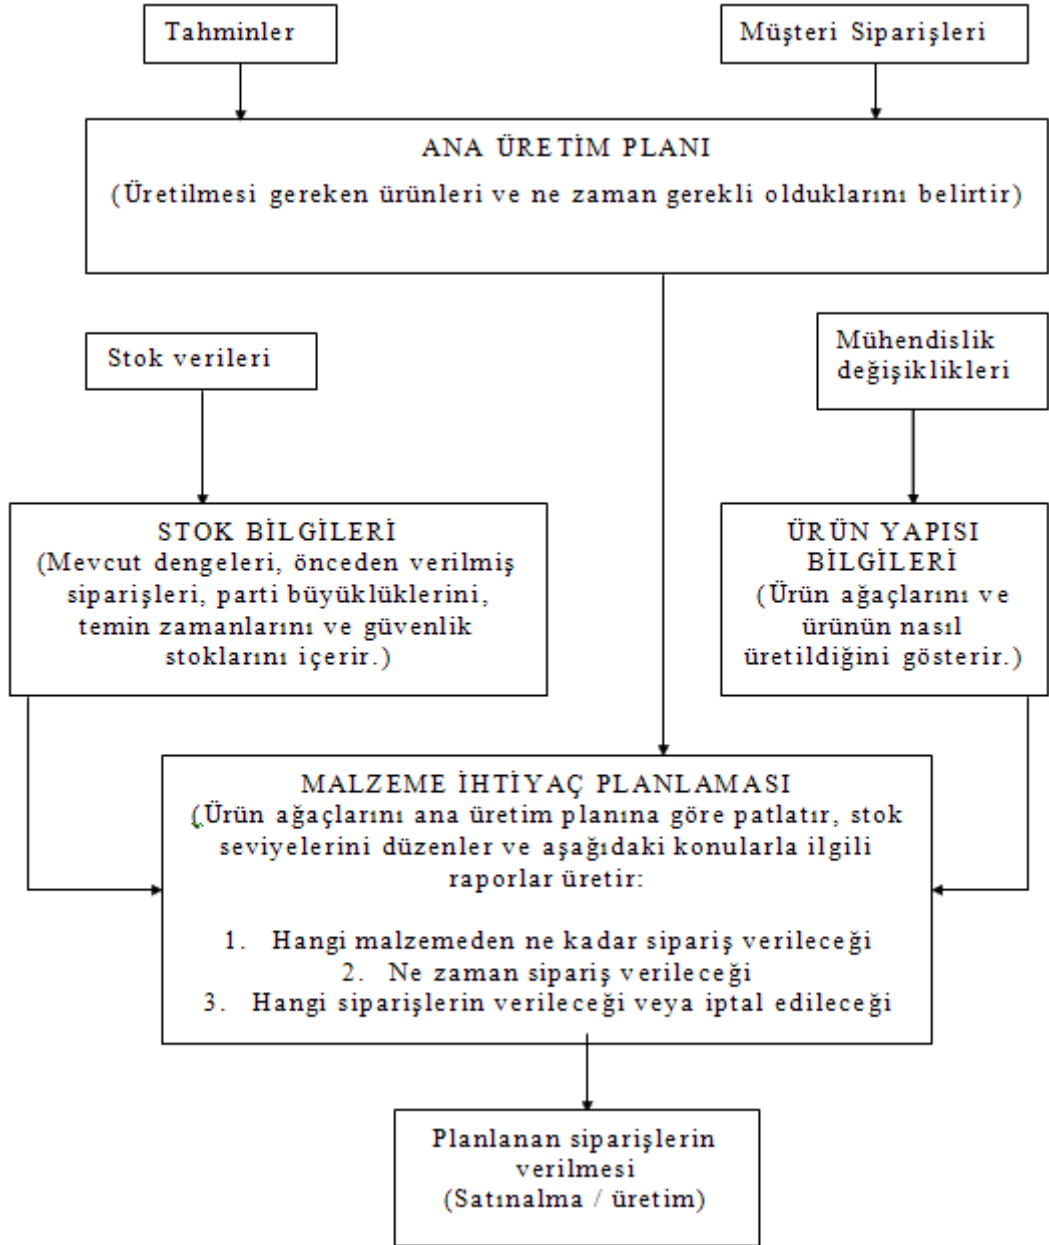 Tahminler
Müşteri Siparişleri
ANA ÜRETİM PLANI
(Üretilmesi gereken ürünleri ve ne zaman gerekli olduklarını belirtir)
Stok verileri
Mühendislik
değişiklikleri
STOK BİLGİLERİ
(Mevcut dengeleri, önceden verilmiş
siparişleri, parti büyüklüklerini,
temin zamanlarını ve güvenlik
stoklarını içerir.)
ÜRÜN YAPISI
BİLGİLERİ
(Ürün ağaçlarını ve
ürünün nasıl
üretildiğini gösterir.)
MALZEME İHTİYAÇ PLANLAMASI
(Ürün ağaçlarını ana üretim planına göre patlatır, stok
seviyelerini düzenler ve aşağıdaki konularla ilgili
raporlar üretir:
1. Hangi malzemeden ne kadar sipariş verileceği
2. Ne zaman sipariş verileceği
3. Hangi siparişlerin verileceği veya iptal edileceği
Planlanan siparişlerin
verilmesi
(Satınalma / üretim)